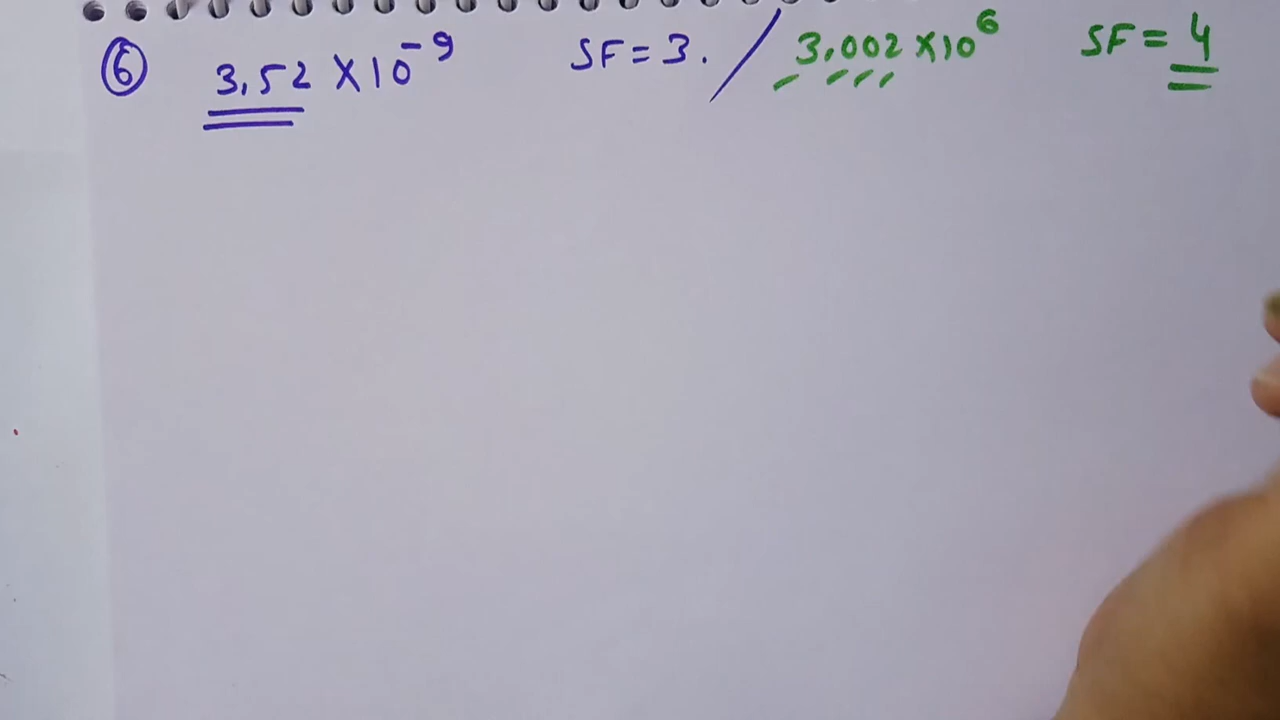 ⑥ 3.52 × 10⁻⁹ SF = 3. / 3.002 × 10⁶ SF = 4